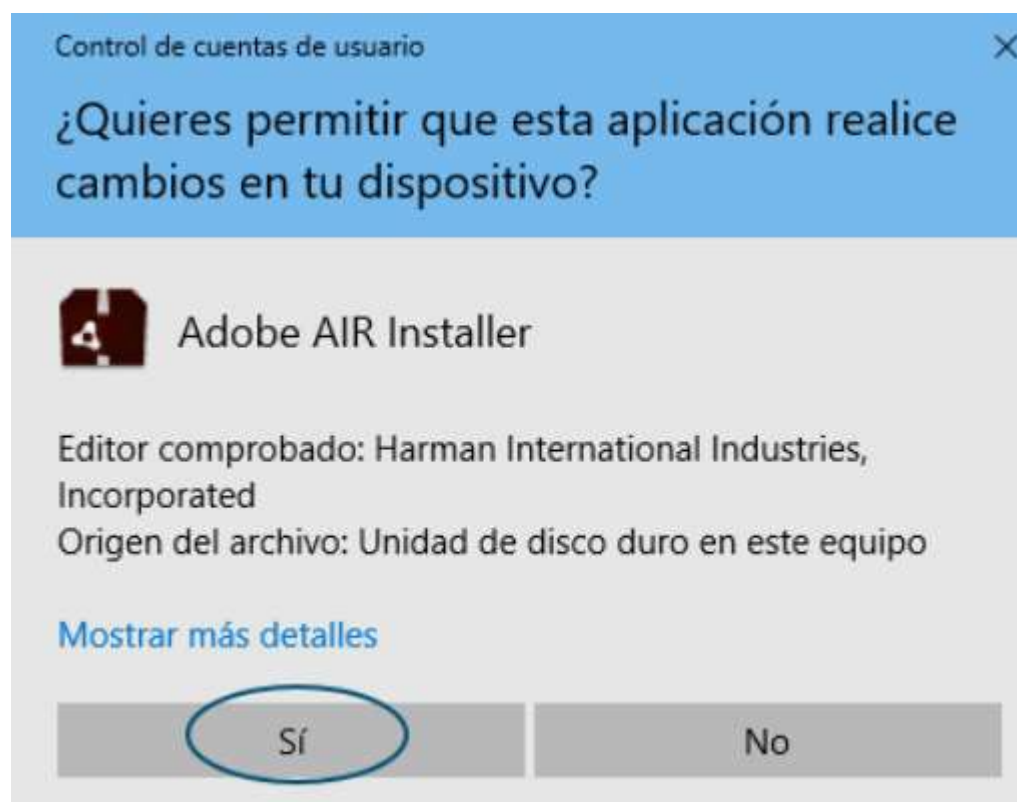 Control de cuentas de usuario
¿Quieres permitir que esta aplicación realice
cambios en tu dispositivo?
Adobe AIR Installer
Editor comprobado: Harman International Industries,
Incorporated
Origen del archivo: Unidad de disco duro en este equipo
Mostrar más detalles
Sí
No